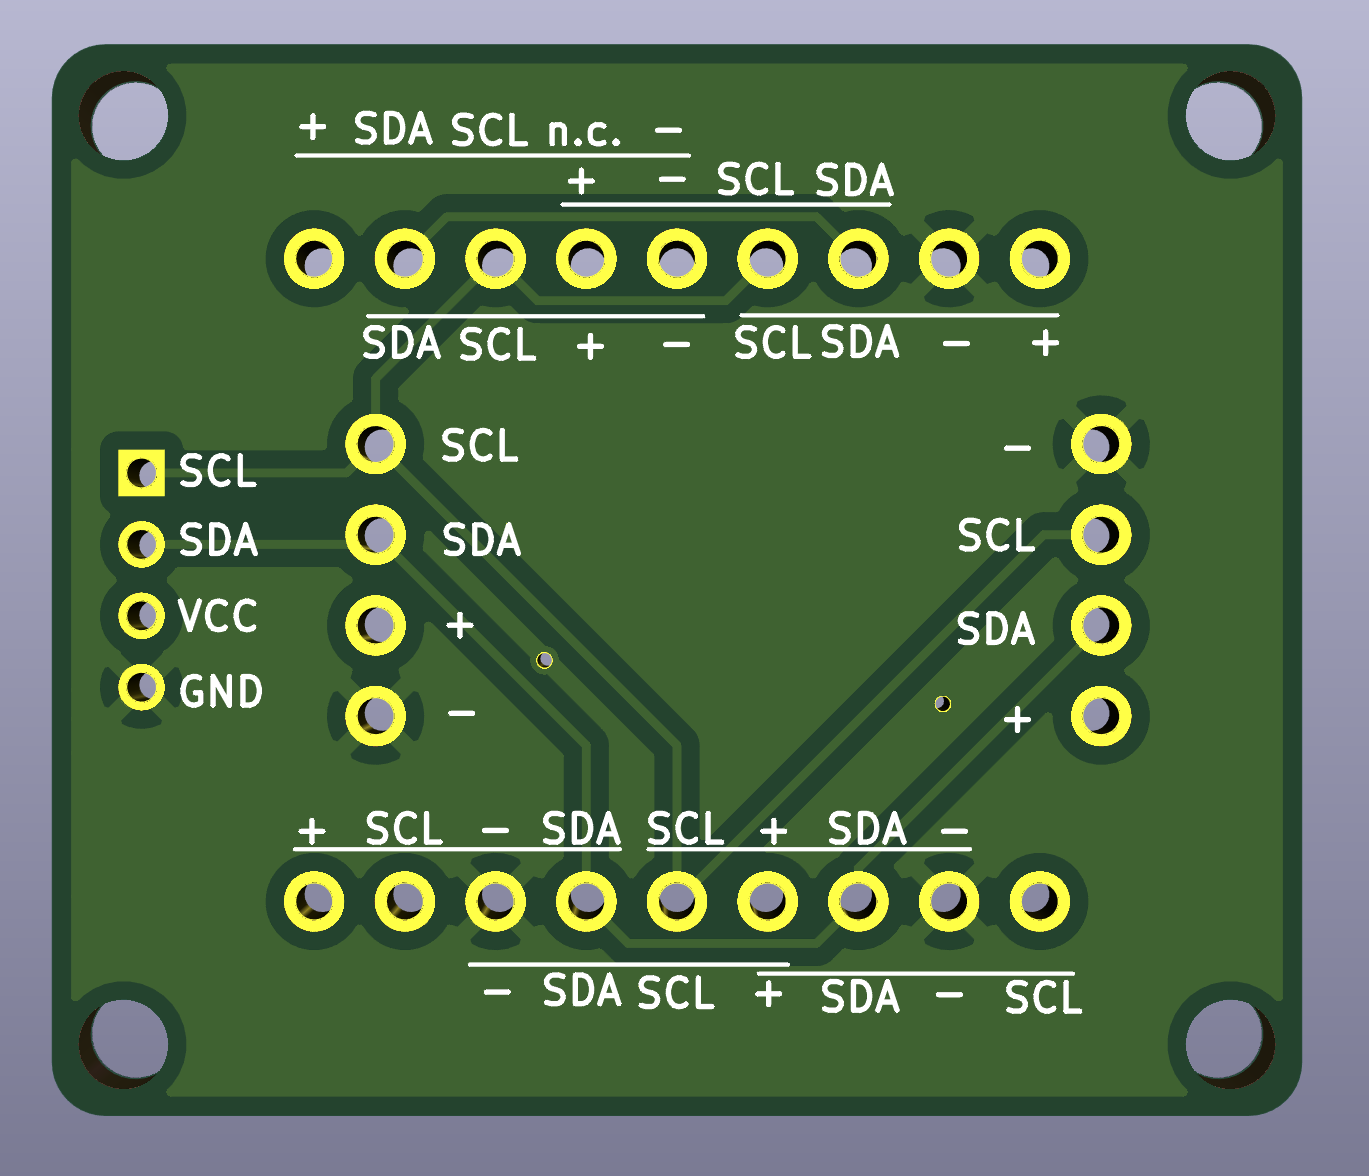 + SDA SCL n.c. −
+ − SCL SDA
SDA SCL + −
SCL SDA − +
SCL
SDA
VCC
GND
SCL
SDA
+
−
−
SCL
SDA
+
+ SCL − SDA
SCL + SDA −
− SDA SCL +
SDA − SCL